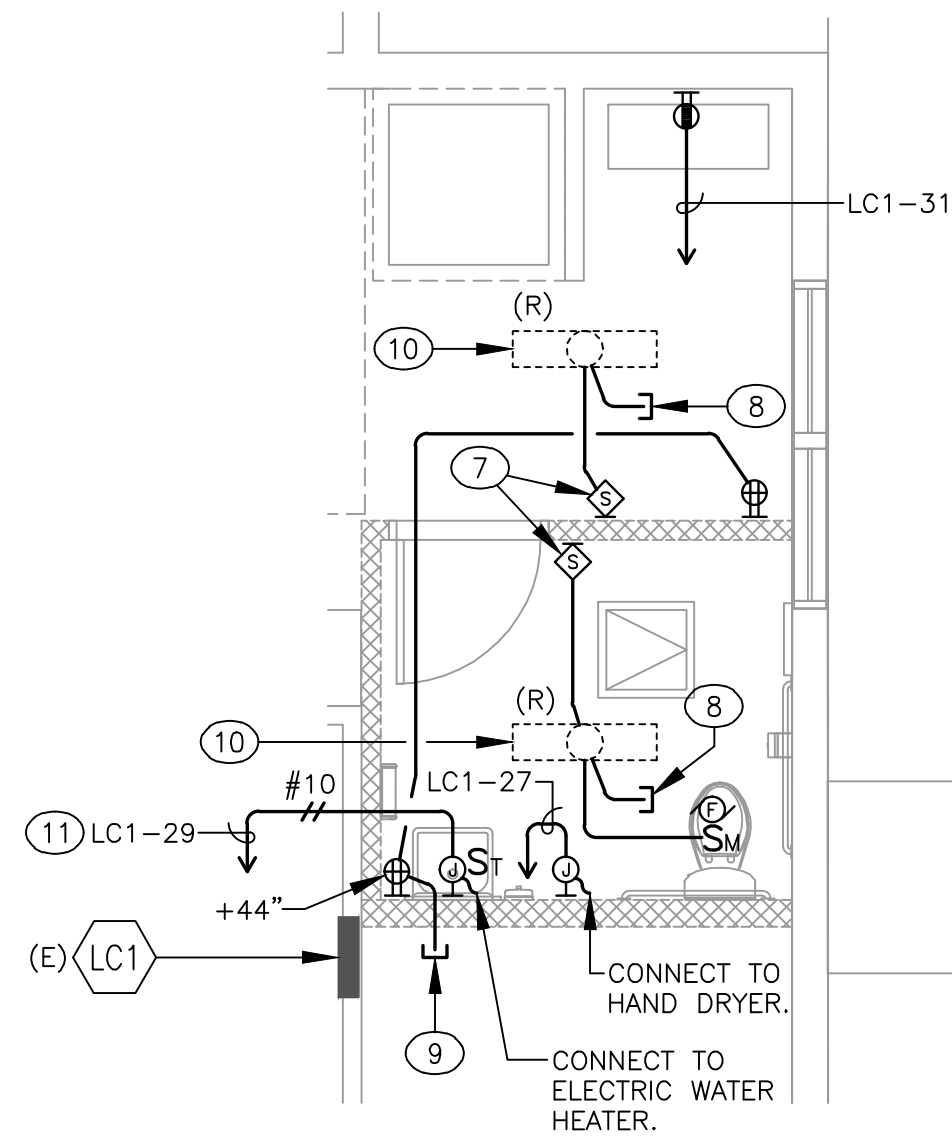 LC1-31
(R)
10
8
7
S
S
(R)
8
10
LC1-27
#10
F
SM
11 LC1-29
J
ST
J
+44"
(E) LC1
CONNECT TO
HAND DRYER.
9
CONNECT TO
ELECTRIC WATER
HEATER.